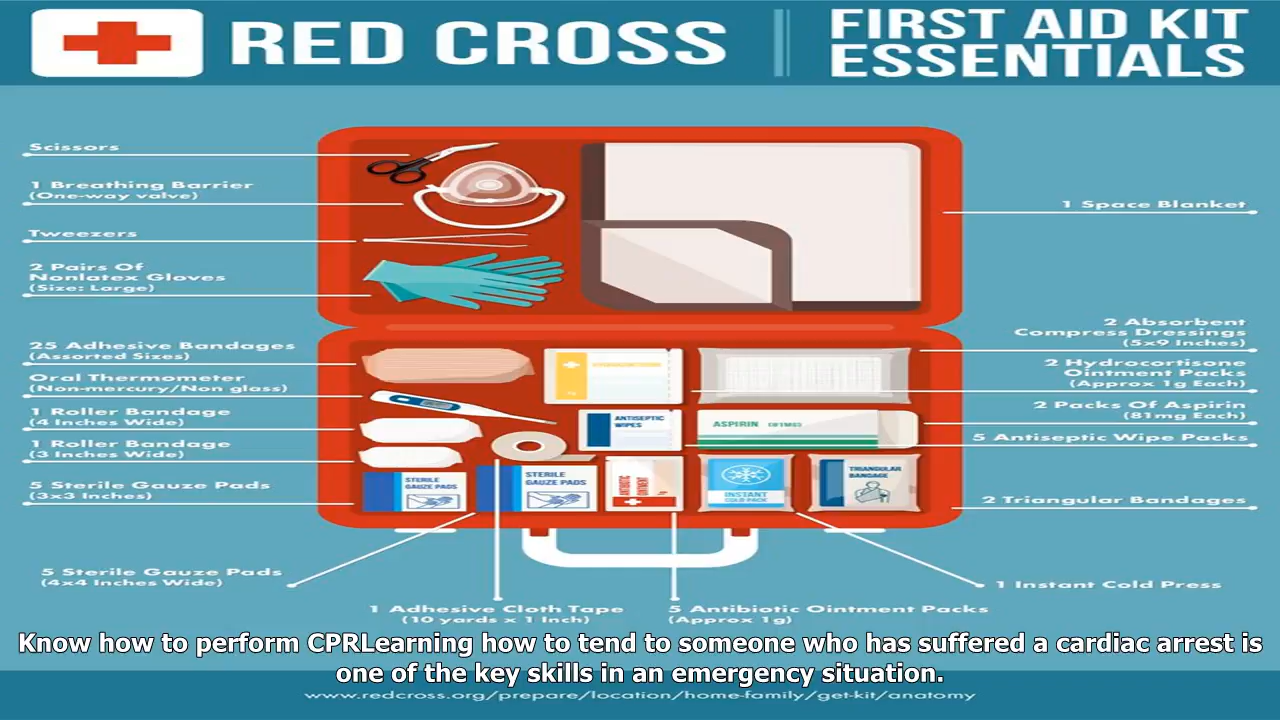 RED CROSS
FIRST AID KIT
ESSENTIALS
Scissors
1 Breathing Barrier
(One-way valve)
Tweezers
2 Pairs Of
Nonlatex Gloves
(Size: Large)
25 Adhesive Bandages
(Assorted Sizes)
Oral Thermometer
(Non-mercury/Non glass)
1 Roller Bandage
(4 Inches Wide)
1 Roller Bandage
(3 Inches Wide)
5 Sterile Gauze Pads
(3x3 Inches)
5 Sterile Gauze Pads
(4x4 Inches Wide)
1 Space Blanket
2 Absorbent
Compress Dressings
(5x9 Inches)
2 Hydrocortisone
Ointment Packs
(Approx 1g Each)
2 Packs Of Aspirin
(81mg Each)
5 Antiseptic Wipe Packs
2 Triangular Bandages
1 Instant Cold Press
ANTISEPTIC
WIPES
ASPIRIN
STERILE
GAUZE PADS
STERILE
GAUZE PADS
ANTIBIOTIC
OINTMENT
INSTANT
COLD PACK
TRIANGULAR
BANDAGE
1 Adhesive Cloth Tape
(10 yards x 1 Inch)
5 Antibiotic Ointment Packs
(Approx 1g)
Know how to perform CPRLearning how to tend to someone who has suffered a cardiac arrest is
one of the key skills in an emergency situation.
www.redcross.org/prepare/location/home-family/get-kit/anatomy